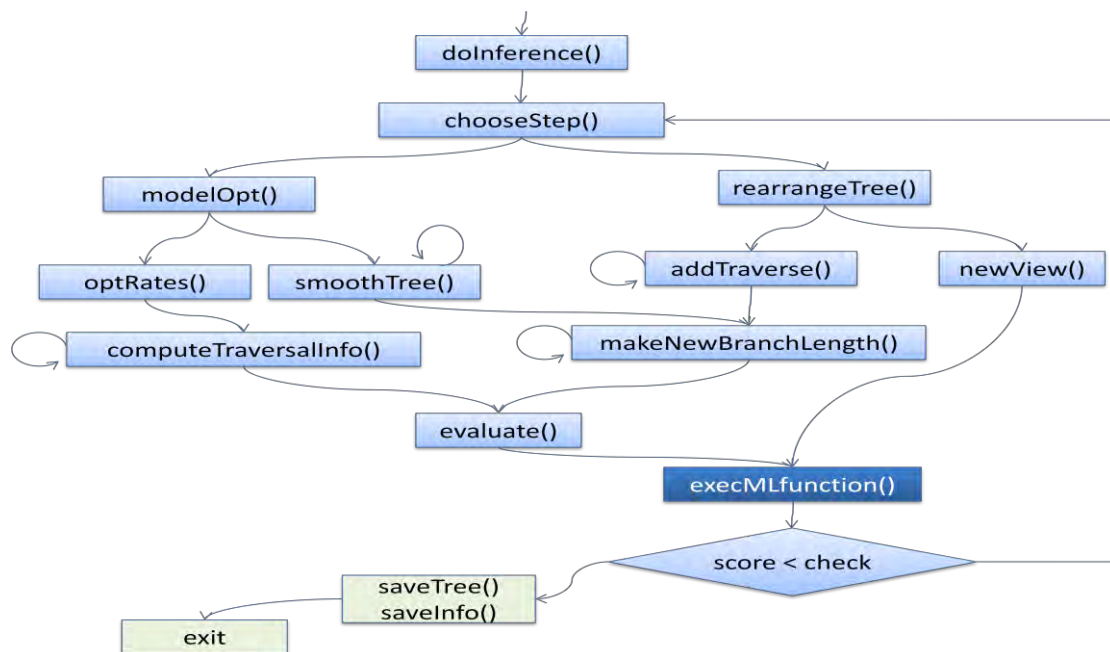 doInference()
chooseStep()
modelOpt()
rearrangeTree()
optRates()
smoothTree()
addTraverse()
newView()
computeTraversalInfo()
makeNewBranchLength()
evaluate()
execMLfunction()
score < check
saveTree()
saveInfo()
exit